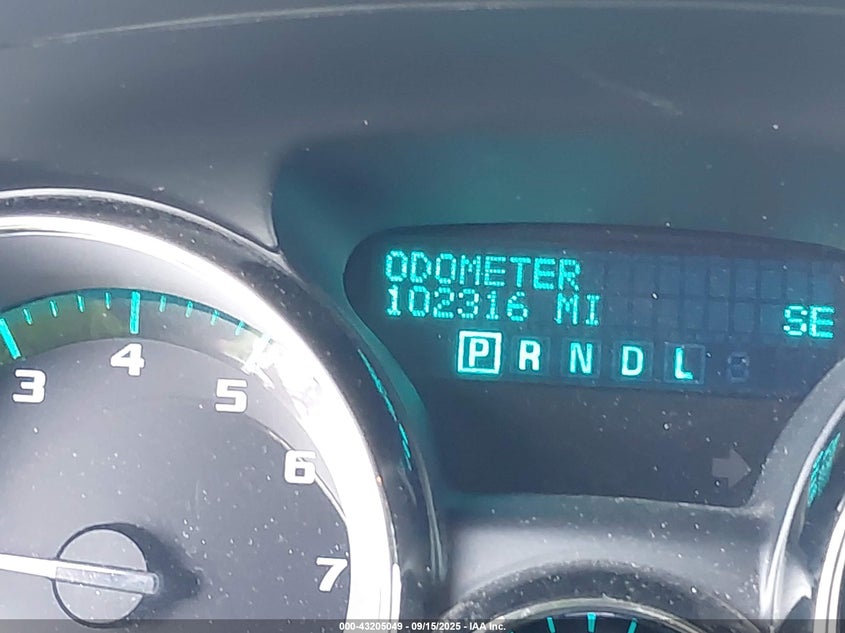 ODOMETER
102316 MI
SE
P R N D L
3
4
5
6
7
000-43205049 - 09/15/2025 - IAA Inc.